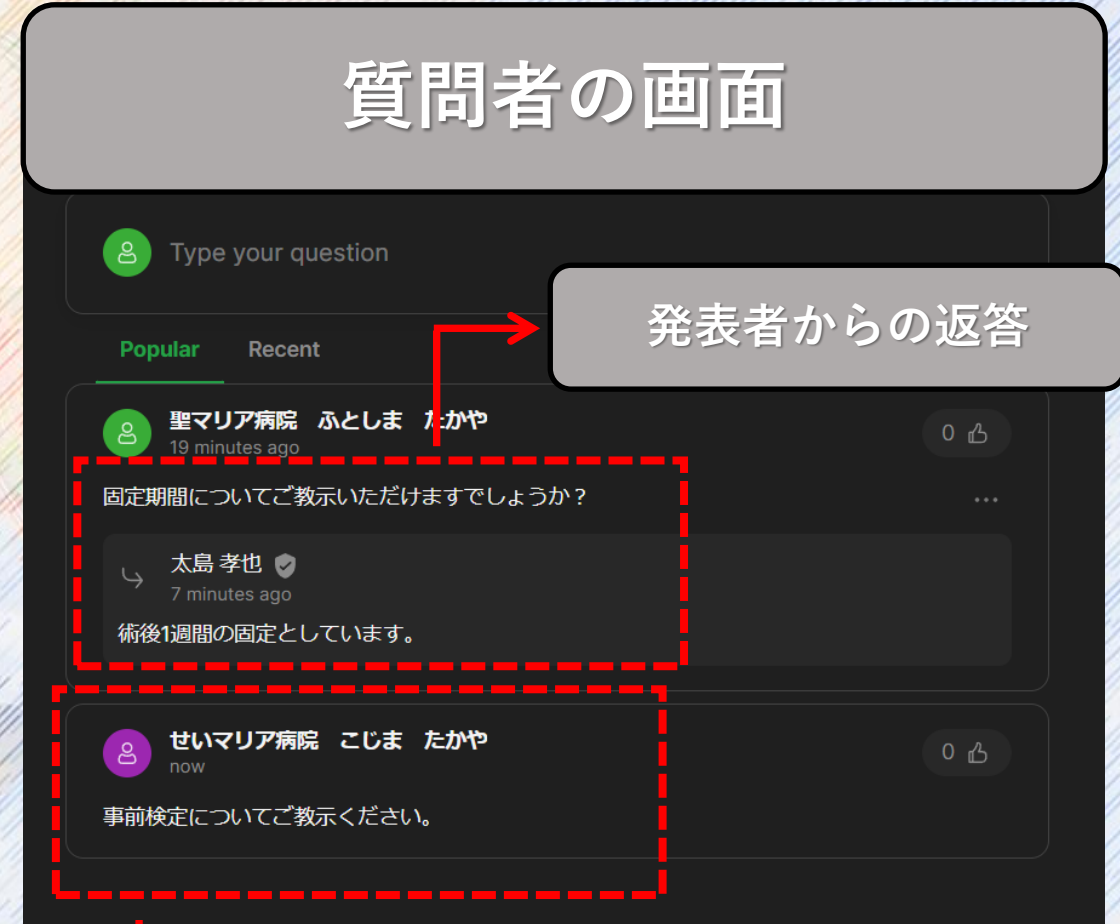 質問者の画面
Type your question
発表者からの返答
Popular Recent
聖マリア病院　ふとしま　たかや
19 minutes ago
0
固定期間についてご教示いただけますでしょうか？
太島 孝也
7 minutes ago
術後1週間の固定としています。
せいマリア病院　こじま　たかや
now
0
事前検定についてご教示ください。